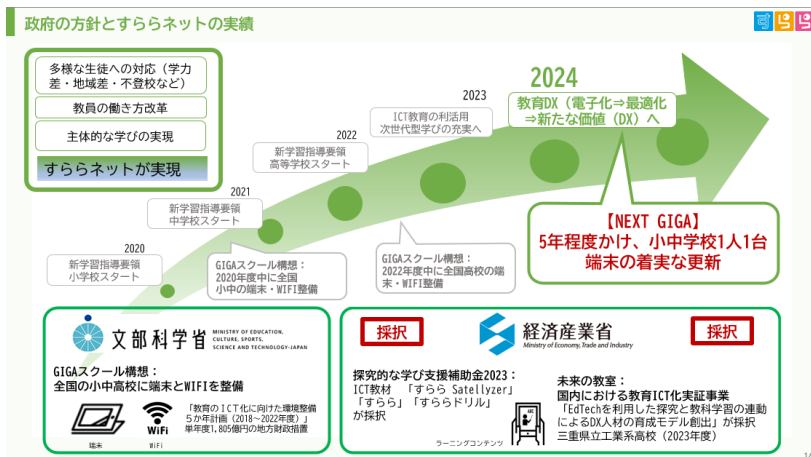 政府の方針とすららネットの実績
すらら
多様な生徒への対応（学力
差・地域差・不登校など）
教員の働き方改革
主体的な学びの実現
すららネットが実現
2020
新学習指導要領
小学校スタート
2021
新学習指導要領
中学校スタート
2022
新学習指導要領
高等学校スタート
2023
ICT教育の利活用
次世代型学びの充実へ
2024
教育DX（電子化⇒最適化
⇒新たな価値（DX）へ
GIGAスクール構想：
2020年度中に全国
小中の端末・WIFI整備
GIGAスクール構想：
2022年度中に全国高校の端
末・WIFI整備
【NEXT GIGA】
5年程度かけ、小中学校1人1台
端末の着実な更新
文部科学省
MINISTRY OF EDUCATION,
CULTURE, SPORTS,
SCIENCE AND TECHNOLOGY-JAPAN
GIGAスクール構想：
全国の小中高校に端末とWIFIを整備
端末
WiFi
WiFi
「教育のＩＣＴ化に向けた環境整備
５か年計画（2018～2022年度）」
単年度1,805億円の地方財政措置
採択
経済産業省
Ministry of Economy, Trade and Industry
採択
探究的な学び支援補助金2023：
ICT教材　「すらら Satellyzer」
「すらら」「すららドリル」
が採択
ABC
ラーニングコンテンツ
未来の教室：
国内における教育ICT化実証事業
「EdTechを利用した探究と教科学習の連動
によるDX人材の育成モデル創出」が採択
三重県立工業系高校（2023年度）